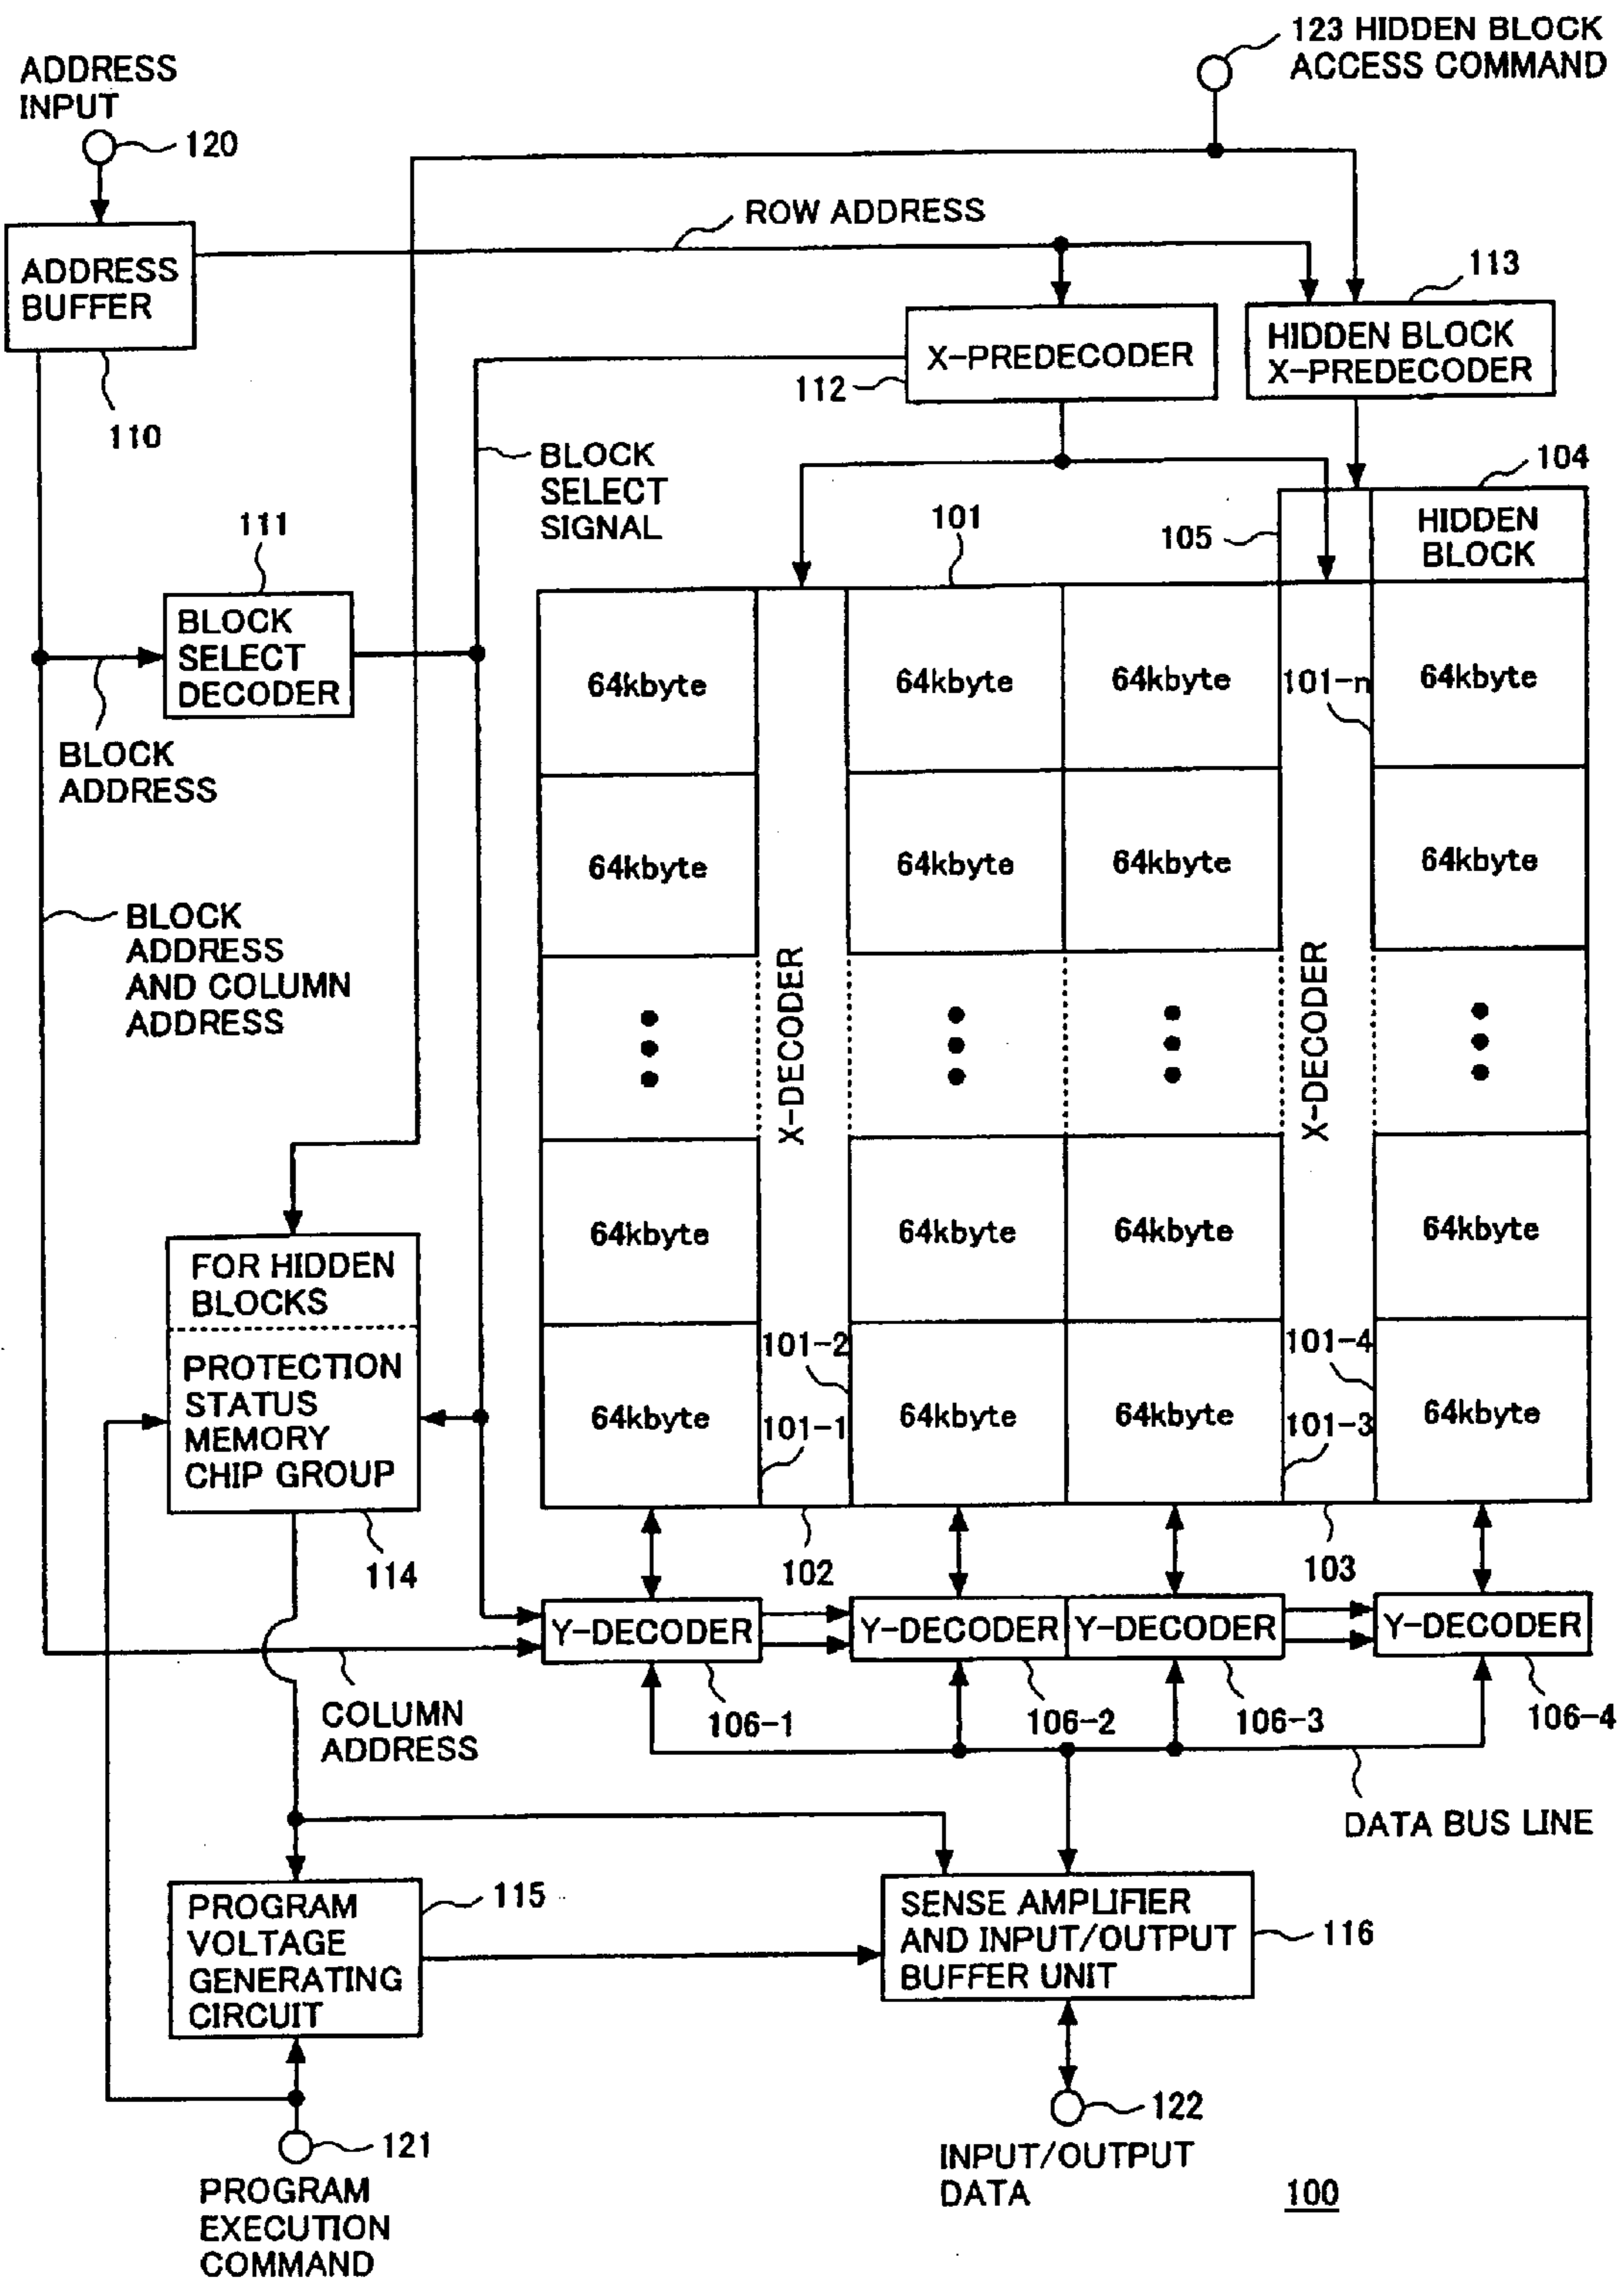 123 HIDDEN BLOCK
ACCESS COMMAND
ADDRESS
INPUT
120
ROW ADDRESS
ADDRESS
BUFFER
110
113
X-PREDECODER
112
HIDDEN BLOCK
X-PREDECODER
BLOCK
SELECT
SIGNAL
104
101
105
HIDDEN
BLOCK
111
BLOCK
SELECT
DECODER
BLOCK
ADDRESS
64kbyte
64kbyte
64kbyte
101-n
64kbyte
64kbyte
64kbyte
64kbyte
64kbyte
BLOCK
ADDRESS
AND COLUMN
ADDRESS
X-DECODER
X-DECODER
64kbyte
64kbyte
64kbyte
64kbyte
FOR HIDDEN
BLOCKS
PROTECTION
STATUS
MEMORY
CHIP GROUP
114
101-2
101-4
64kbyte
101-1
64kbyte
64kbyte
101-3
64kbyte
102
103
Y-DECODER
Y-DECODER
Y-DECODER
Y-DECODER
106-1
106-2
106-3
106-4
COLUMN
ADDRESS
DATA BUS LINE
PROGRAM
VOLTAGE
GENERATING
CIRCUIT
115
SENSE AMPLIFIER
AND INPUT/OUTPUT
BUFFER UNIT
116
121
PROGRAM
EXECUTION
COMMAND
122
INPUT/OUTPUT
DATA
100